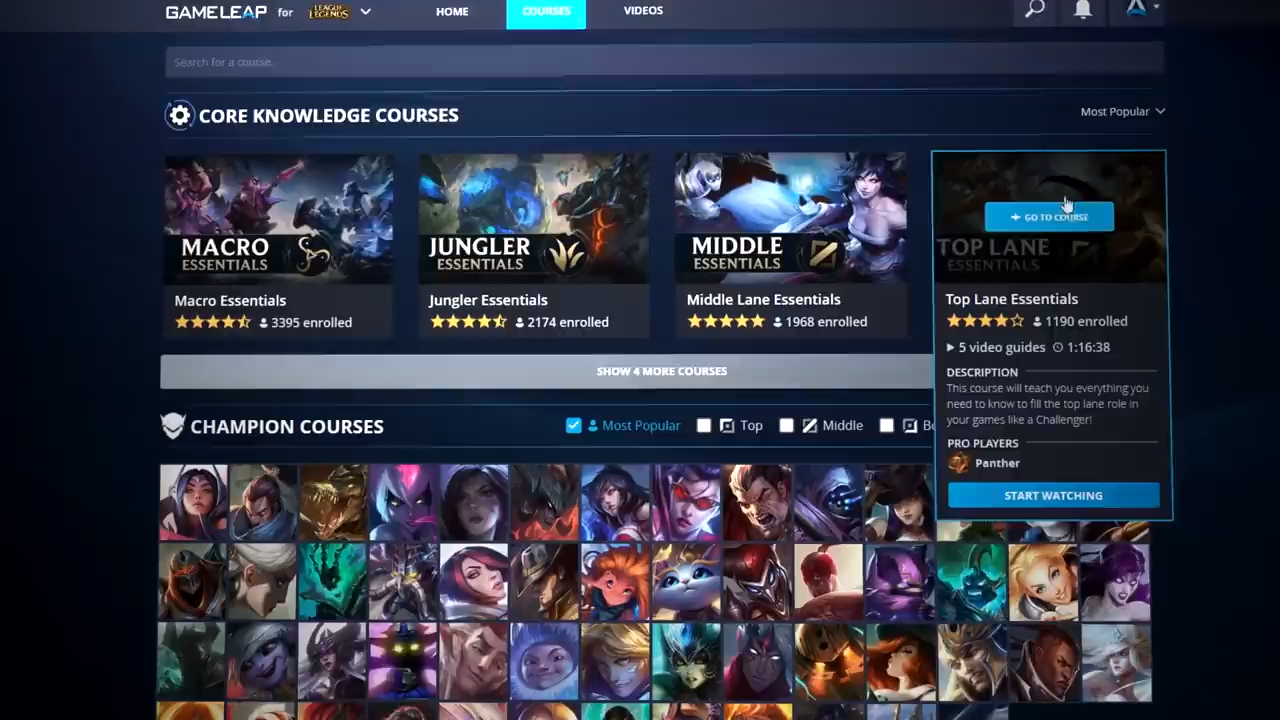 GAMELEAP for LEAGUE OF LEGENDS HOME COURSES VIDEOS
Search for a course.
CORE KNOWLEDGE COURSES
Most Popular
MACRO
ESSENTIALS
Macro Essentials
3395 enrolled
JUNGLER
ESSENTIALS
Jungler Essentials
2174 enrolled
MIDDLE
ESSENTIALS
Middle Lane Essentials
1968 enrolled
+ GO TO COURSE
TOP LANE
ESSENTIALS
Top Lane Essentials
1190 enrolled
5 video guides 1:16:38
DESCRIPTION
This course will teach you everything you
need to know to fill the top lane role in
your games like a Challenger!
PRO PLAYERS
Panther
START WATCHING
SHOW 4 MORE COURSES
CHAMPION COURSES
Most Popular Top Middle